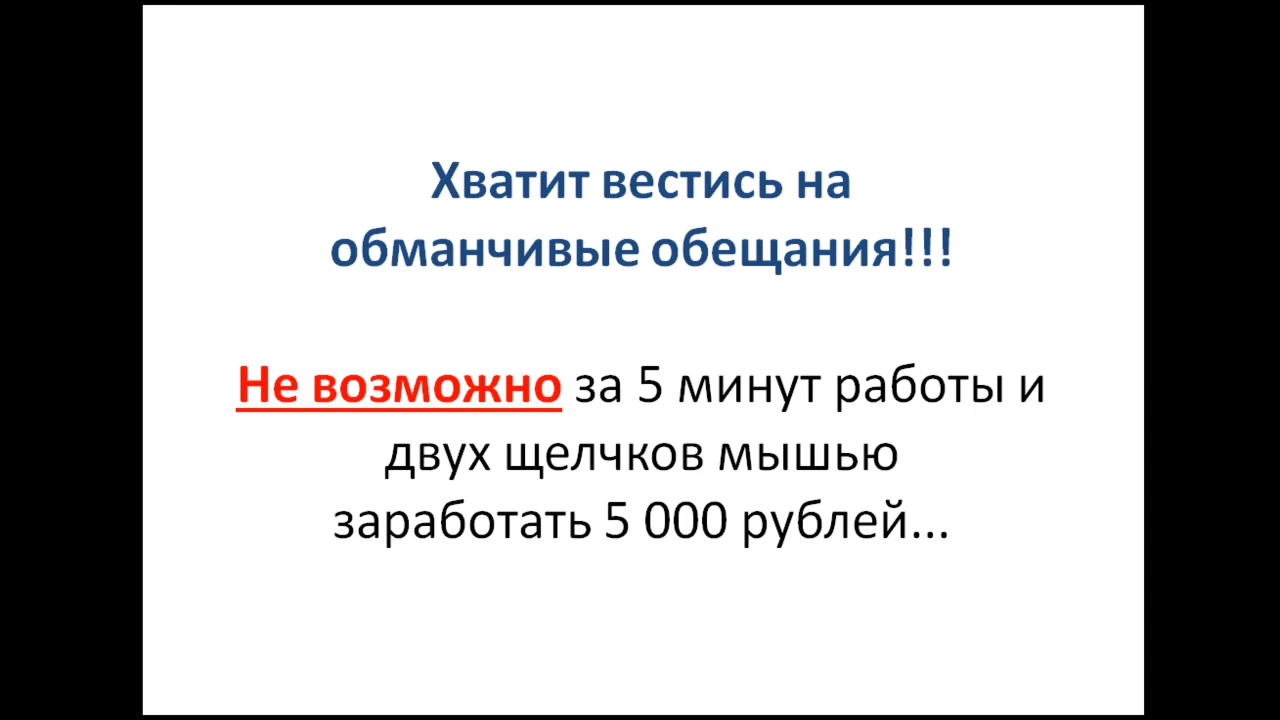 Хватит вестись на
обманчивые обещания!!!
Не возможно за 5 минут работы и
двух щелчков мышью
заработать 5 000 рублей...